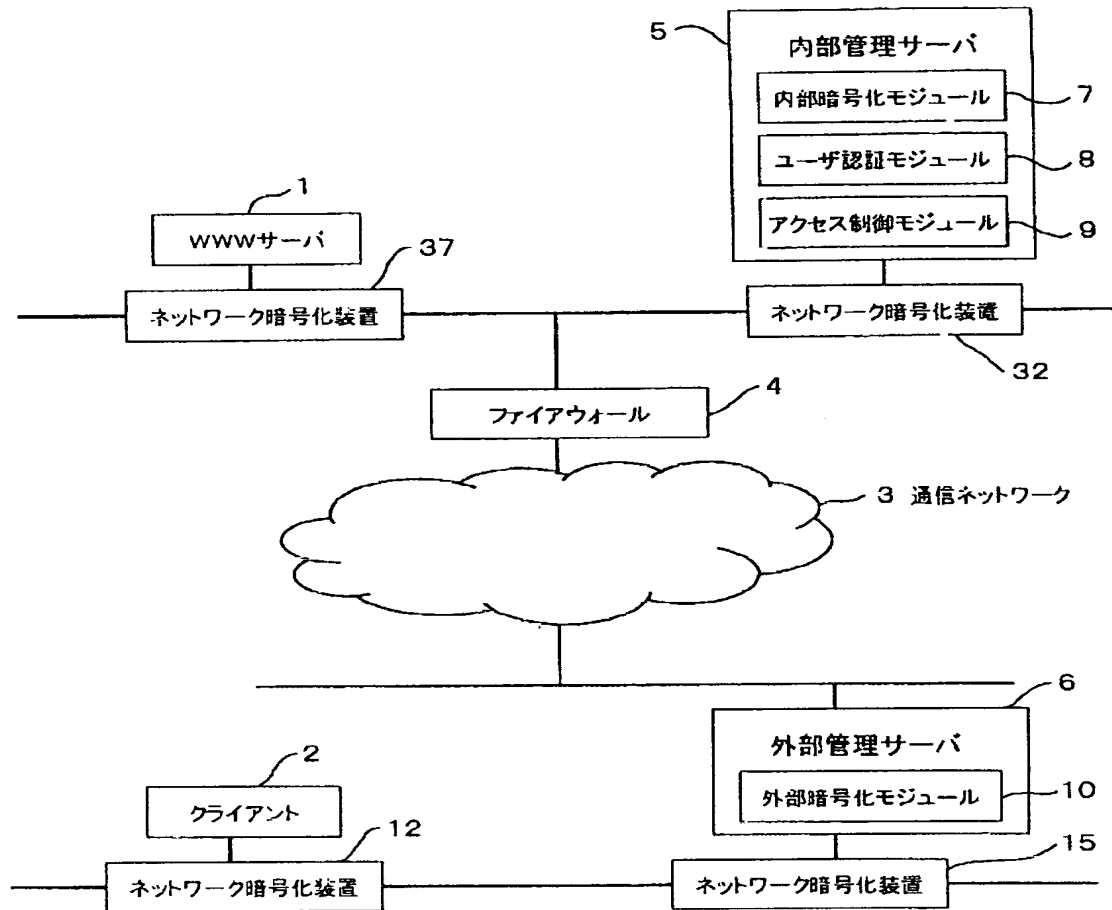 5
内部管理サーバ
内部暗号化モジュール
7
ユーザ認証モジュール
8
アクセス制御モジュール
9
1
WWWサーバ
37
ネットワーク暗号化装置
ネットワーク暗号化装置
32
4
ファイアウォール
3 通信ネットワーク
6
外部管理サーバ
外部暗号化モジュール
10
2
クライアント
12
15
ネットワーク暗号化装置
ネットワーク暗号化装置